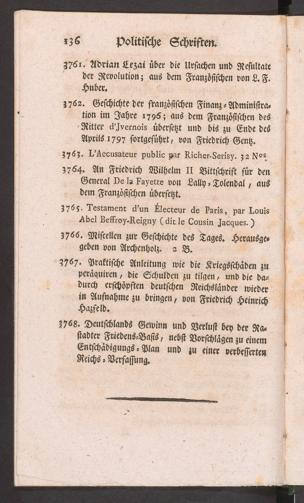 136 Politische Schriften.
3761. Adrian Lezai über die Ursachen und Resultate
der Revolution; aus dem Französischen von L. F.
Huber.
3762. Geschichte der französischen Finanz-Administra-
tion im Jahre 1796; aus dem Französischen des
Ritter d'Jvernois übersetzt und bis zu Ende des
Aprils 1797 fortgeführt, von Friedrich Gentz.
3763. L'Accusateur public par Richer-Serisy. 32 Nos.
3764. An Friedrich Wilhelm II Bittschrift für den
General De la Fayette von Lally-Tolendal, aus
dem Französischen übersetzt.
3765. Testament d'un Électeur de Paris, par Louis
Abel Beffroy-Reigny (dit le Cousin Jacques.)
3766. Miscellen zur Geschichte des Tages. Herausge-
geben von Archenholz. 2 B.
3767. Praktische Anleitung wie die Kriegsschäden zu
peräquiren, die Schulden zu tilgen, und die da-
durch erschöpften deutschen Reichsländer wieder
in Aufnahme zu bringen, von Friedrich Heinrich
Hatzfeld.
3768. Deutschlands Gewinn und Verlust bey der Ra-
stadter Friedens-Basis, nebst Vorschlägen zu einem
Entschädigungs-Plan und zu einer verbesserten
Reichs-Verfassung.